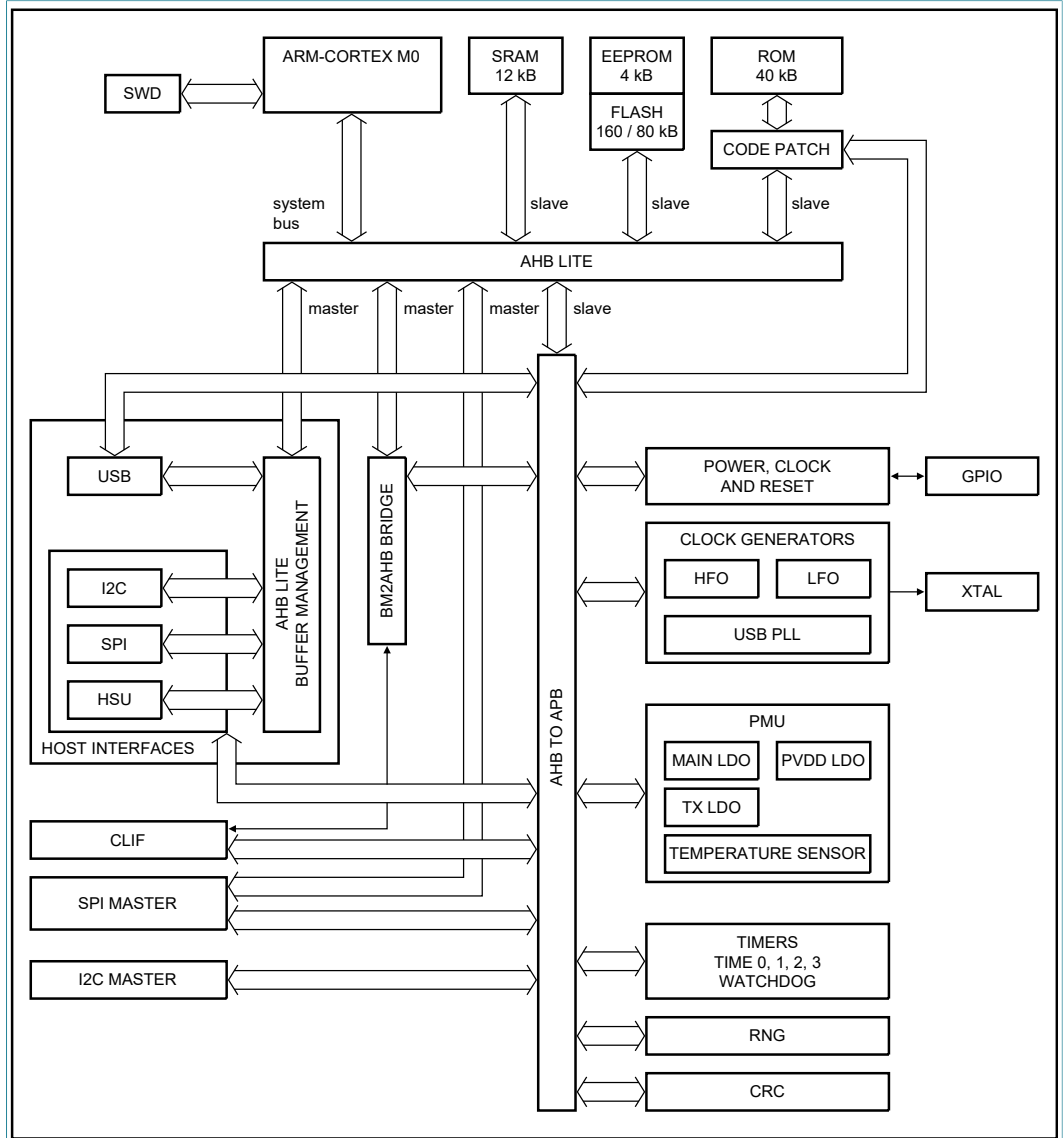 ARM-CORTEX M0
SWD
SRAM
12 kB
EEPROM
4 kB
FLASH
160 / 80 kB
ROM
40 kB
CODE PATCH
system
bus
slave
slave
slave
AHB LITE
master
master
master
slave
USB
I2C
SPI
HSU
HOST INTERFACES
AHB LITE
BUFFER MANAGEMENT
BM2AHB BRIDGE
AHB TO APB
CLIF
SPI MASTER
I2C MASTER
POWER, CLOCK
AND RESET
GPIO
CLOCK GENERATORS
HFO
LFO
USB PLL
XTAL
PMU
MAIN LDO
PVDD LDO
TX LDO
TEMPERATURE SENSOR
TIMERS
TIME 0, 1, 2, 3
WATCHDOG
RNG
CRC